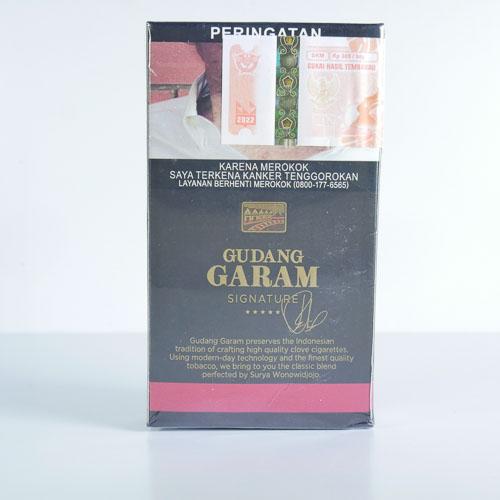 PERINGATAN
SKM
CUKAI HASIL TEMBAKAU
2022
KARENA MEROKOK
SAYA TERKENA KANKER TENGGOROKAN
LAYANAN BERHENTI MEROKOK (0800-177-6565)
GUDANG
GARAM
SIGNATURE
Gudang Garam preserves the Indonesian
tradition of crafting high quality clove cigarettes.
Using modern-day technology and the finest quality
tobacco, we bring to you the classic blend
perfected by Surya Wonowidjojo.